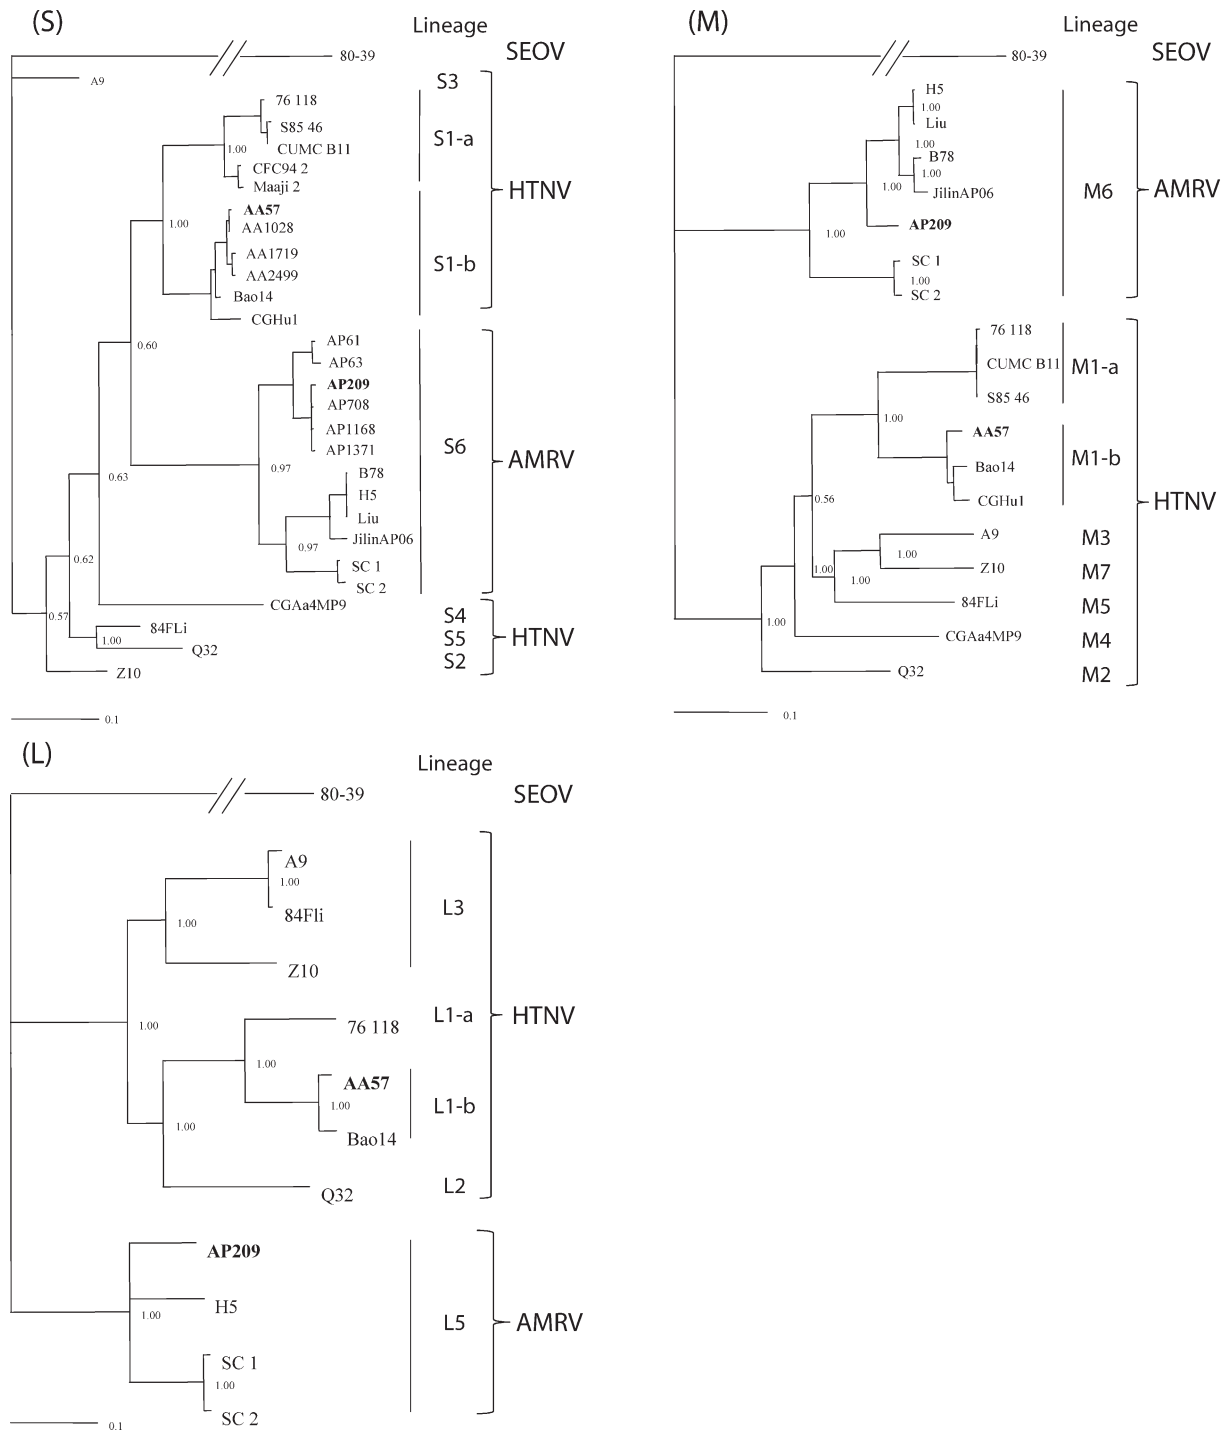 (S)
Lineage
80-39
SEOV
A9
S3
76 118
S85 46
CUMC B11
1.00
S1-a
CFC94 2
Maaji 2
HTNV
AA57
AA1028
1.00
AA1719
S1-b
AA2499
Bao14
CGHu1
AP61
0.60
AP63
AP209
AP708
AP1168
AP1371
S6
AMRV
0.97
0.63
B78
H5
Liu
JilinAP06
0.97
0.62
SC 1
SC 2
CGAa4MP9
0.57
S4
84FLi
1.00
S5
HTNV
Q32
S2
Z10
0.1
(M)
Lineage
80-39
SEOV
H5
1.00
Liu
1.00
B78
1.00
JilinAP06
1.00
M6
AMRV
AP209
1.00
SC 1
1.00
SC 2
76 118
CUMC B11
M1-a
S85 46
1.00
AA57
Bao14
M1-b
CGHu1
0.56
HTNV
A9
M3
1.00
Z10
M7
1.00
1.00
84FLi
M5
1.00
CGAa4MP9
M4
Q32
M2
0.1
(L)
Lineage
80-39
SEOV
A9
1.00
84Fli
L3
1.00
Z10
1.00
76 118
L1-a
HTNV
1.00
AA57
1.00
L1-b
1.00
Bao14
Q32
L2
AP209
H5
1.00
L5
AMRV
SC 1
1.00
SC 2
0.1